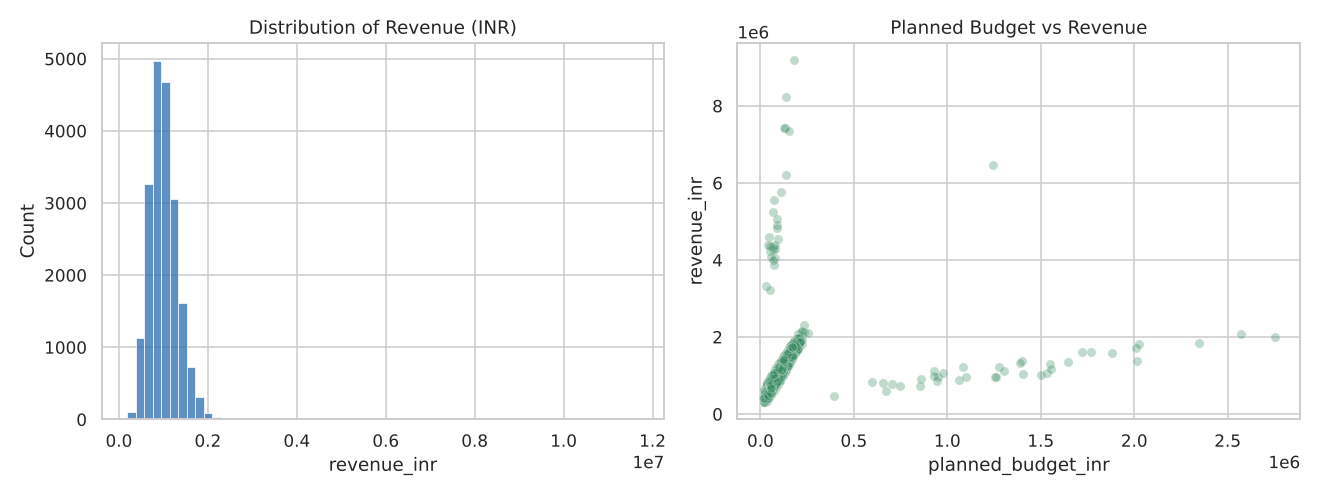 Distribution of Revenue (INR)
5000
4000
3000
2000
1000
0
Count
0.0 0.2 0.4 0.6 0.8 1.0 1.2
1e7
revenue_inr
Planned Budget vs Revenue
1e6
8
6
4
2
0
revenue_inr
0.0 0.5 1.0 1.5 2.0 2.5
1e6
planned_budget_inr